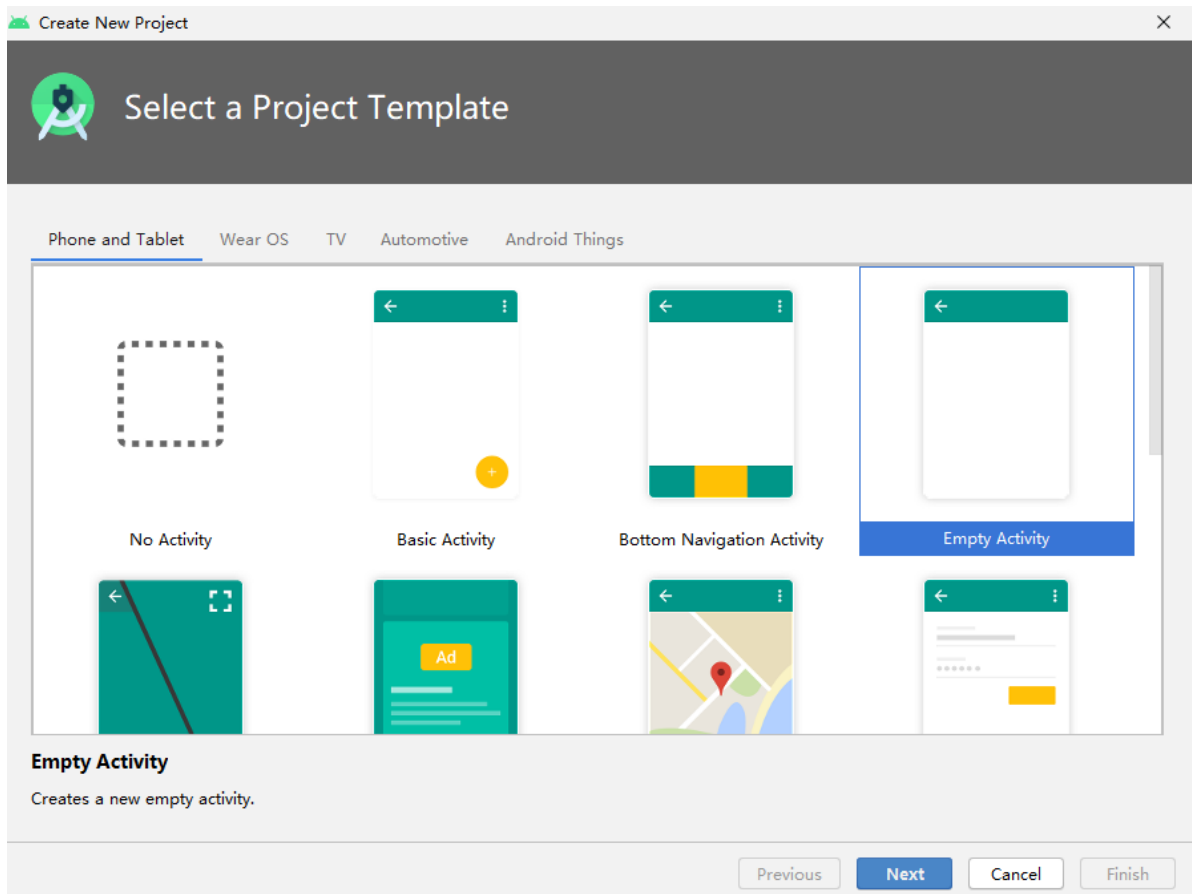 Create New Project
Select a Project Template
Phone and Tablet Wear OS TV Automotive Android Things
No Activity Basic Activity Bottom Navigation Activity Empty Activity
Ad
Empty Activity
Creates a new empty activity.
Previous Next Cancel Finish